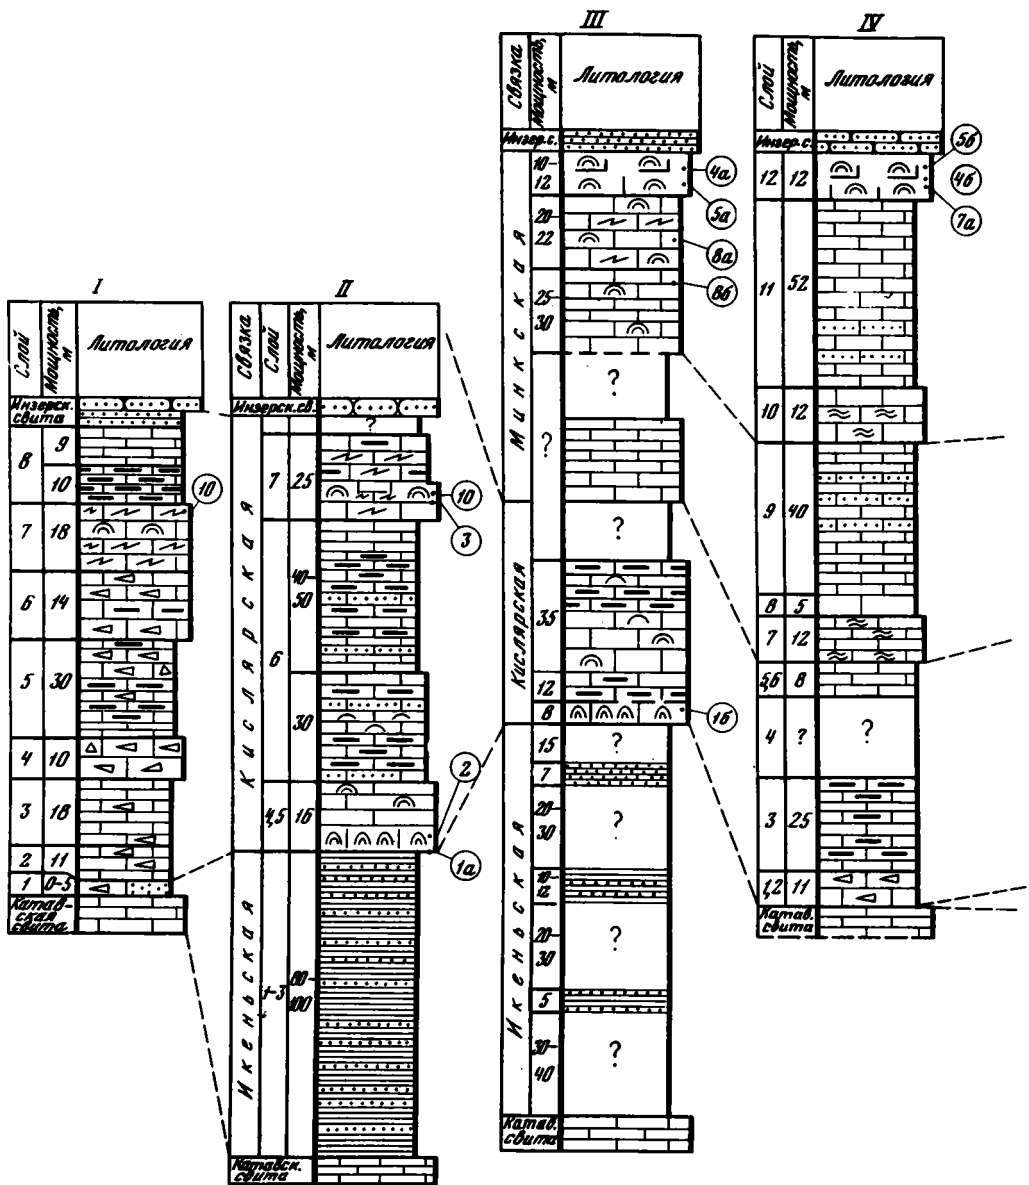 I
Слой
Мощность, м
Литология
Инзерск. свита
8
9
10
7
18
10
6
14
5
30
4
10
3
18
2
11
1
0-5
Катав-
ская
свита
II
Связка
Слой
Мощность, м
Литология
Инзерск. св.
?
Кислярская
7
25
10
3
6
40-
50
30
4,5
16
2
1а
Икеньская
1-3
80-
100
Катавск.
свита
III
Связка
Мощность, м
Литология
Инзер. с.
Минкская
10-
12
4а
5а
20-
22
8а
8б
25-
30
?
?
Кислярская
?
35
12
8
1б
Икеньская
15
?
7
20-
30
?
10-
12
20-
30
?
5
30-
40
?
Катав.
свита
IV
Слой
Мощность, м
Литология
Инзер. с.
12
12
5б
4б
7а
11
52
10
12
9
40
8
5
7
12
5,6
8
4
?
?
3
25
1,2
11
Катав.
свита